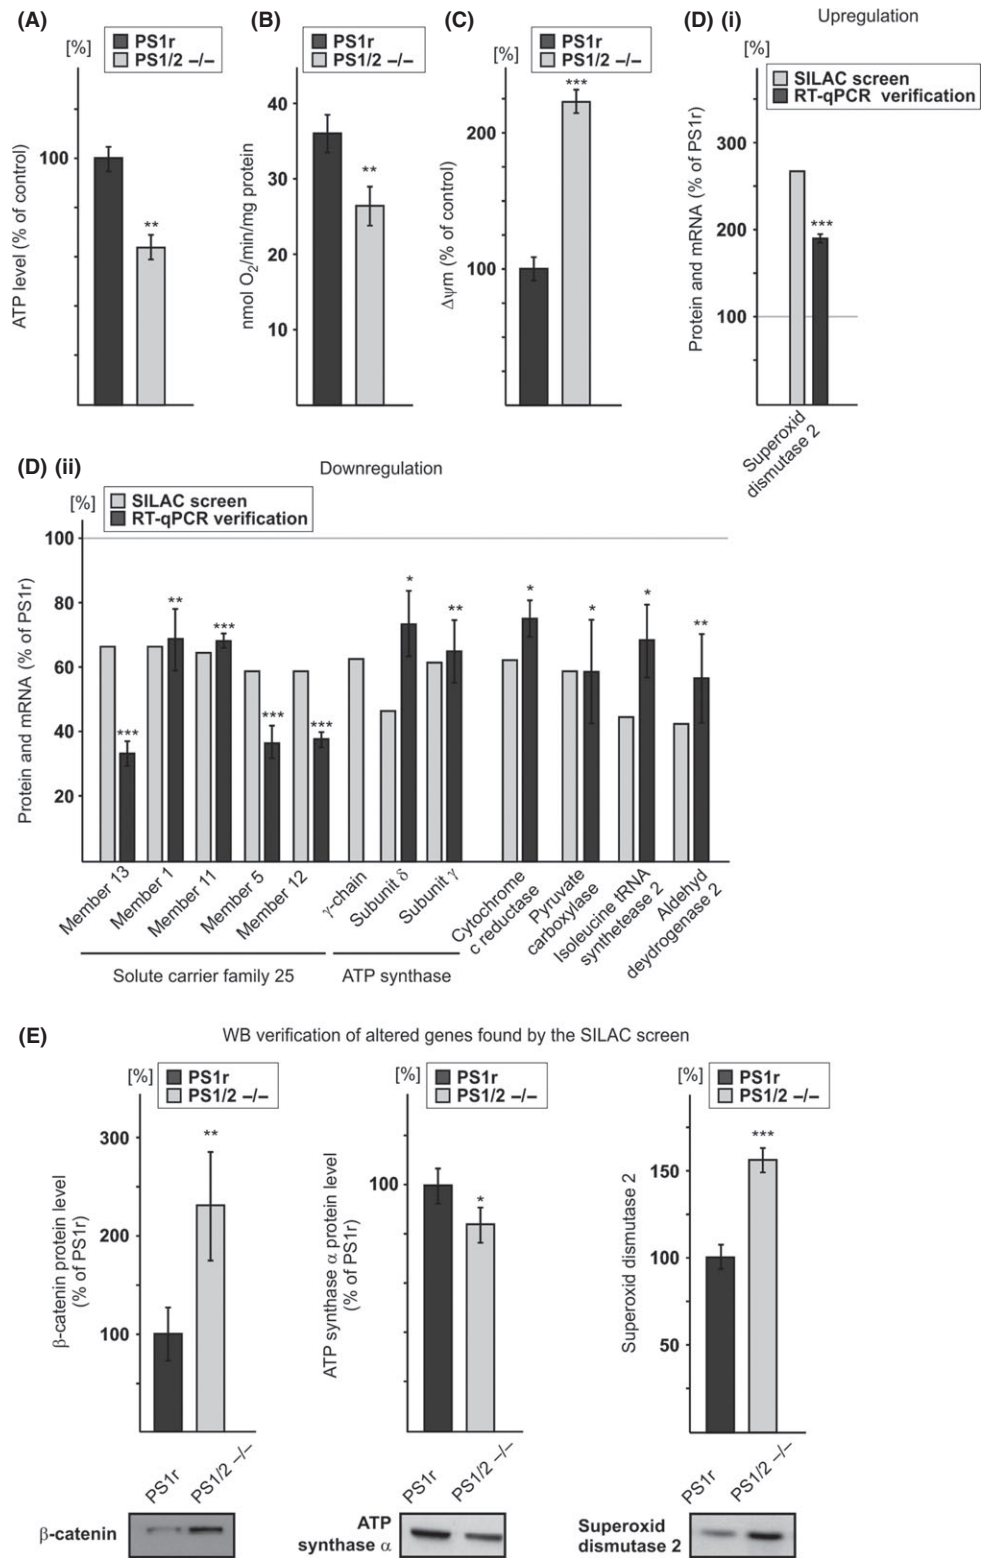 (A)
[%]
PS1r
PS1/2 –/–
ATP level (% of control)
100
**
(B)
PS1r
PS1/2 –/–
nmol O2/min/mg protein
40
30
20
10
**
(C)
[%]
PS1r
PS1/2 –/–
Δψm (% of control)
200
100
***
(D) (i)
Upregulation
[%]
SILAC screen
RT-qPCR verification
Protein and mRNA (% of PS1r)
300
200
100
***
Superoxid
dismutase 2
(D) (ii)
Downregulation
[%]
SILAC screen
RT-qPCR verification
Protein and mRNA (% of PS1r)
100
80
60
40
20
***
**
***
***
***
*
**
*
*
*
**
Member 13
Member 1
Member 11
Member 5
Member 12
γ-chain
Subunit δ
Subunit γ
Cytochrome
c reductase
Pyruvate
carboxylase
Isoleucine tRNA
synthetease 2
Aldehyd
deydrogenase 2
Solute carrier family 25
ATP synthase
(E)
WB verification of altered genes found by the SILAC screen
[%]
PS1r
PS1/2 –/–
β-catenin protein level
(% of PS1r)
300
200
100
**
PS1r
PS1/2 –/–
β-catenin
[%]
PS1r
PS1/2 –/–
ATP synthase α protein level
(% of PS1r)
100
*
PS1r
PS1/2 –/–
ATP
synthase α
[%]
PS1r
PS1/2 –/–
Superoxid dismutase 2
150
100
50
***
PS1r
PS1/2 –/–
Superoxid
dismutase 2